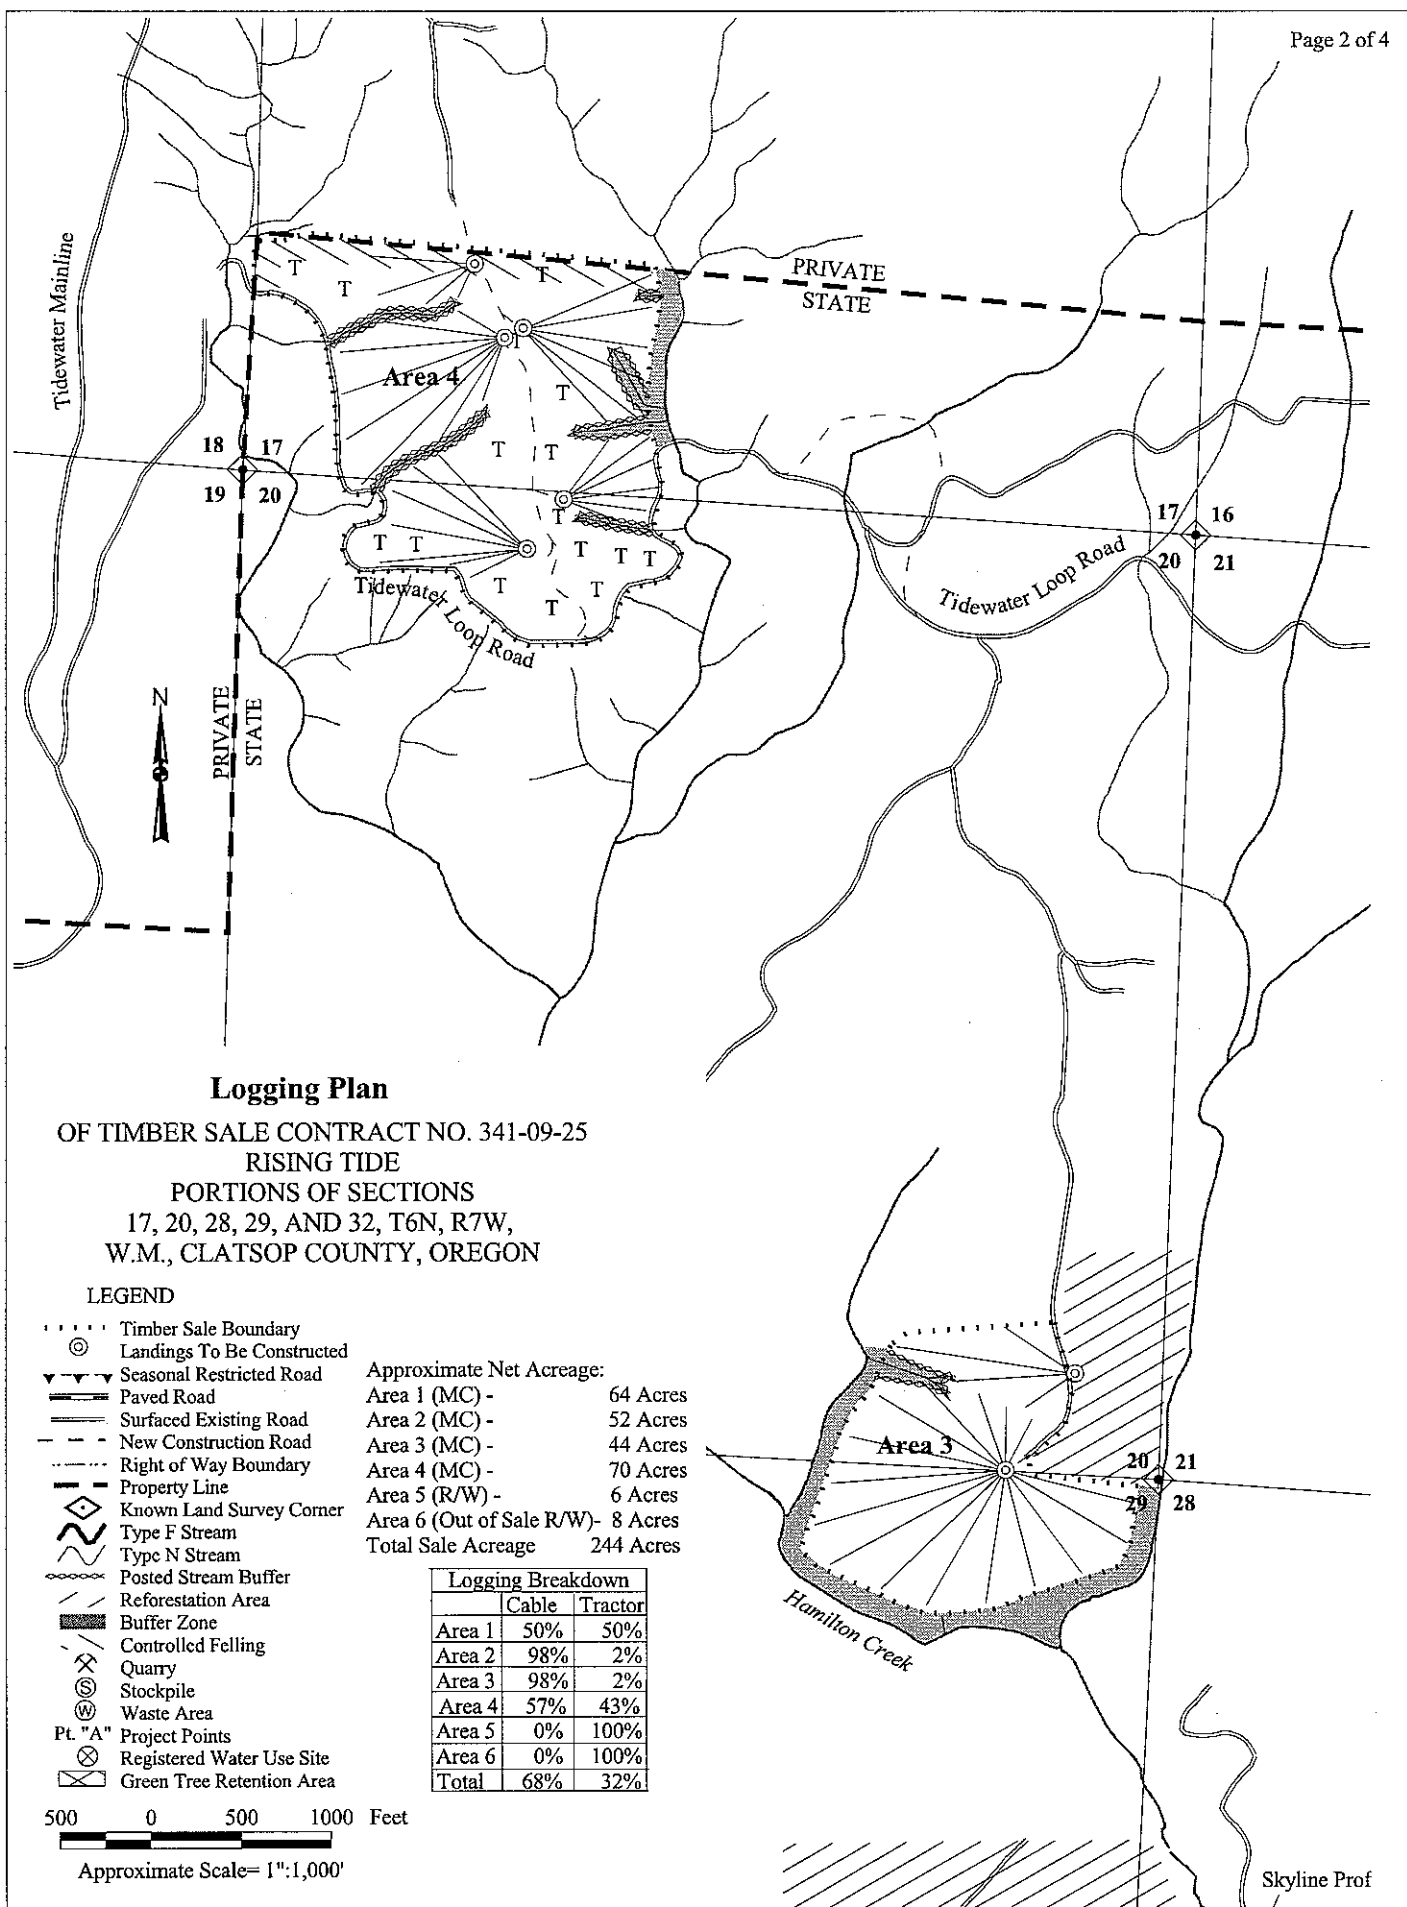 Page 2 of 4
Tidewater Mainline
PRIVATE
STATE
T
T
T
Area 4
T
T
T
T
T
T
T
T
T
T
T
T
T
18 17
19 20
17 16
20 21
Tidewater Loop Road
Tidewater Loop Road
N
PRIVATE
STATE
Logging Plan
OF TIMBER SALE CONTRACT NO. 341-09-25
RISING TIDE
PORTIONS OF SECTIONS
17, 20, 28, 29, AND 32, T6N, R7W,
W.M., CLATSOP COUNTY, OREGON
LEGEND
Timber Sale Boundary
Landings To Be Constructed
Seasonal Restricted Road
Paved Road
Surfaced Existing Road
New Construction Road
Right of Way Boundary
Property Line
Known Land Survey Corner
Type F Stream
Type N Stream
Posted Stream Buffer
Reforestation Area
Buffer Zone
Controlled Felling
Quarry
S Stockpile
W Waste Area
Pt. "A" Project Points
Registered Water Use Site
Green Tree Retention Area
Approximate Net Acreage:
Area 1 (MC) - 64 Acres
Area 2 (MC) - 52 Acres
Area 3 (MC) - 44 Acres
Area 4 (MC) - 70 Acres
Area 5 (R/W) - 6 Acres
Area 6 (Out of Sale R/W)- 8 Acres
Total Sale Acreage 244 Acres
Logging Breakdown
Cable Tractor
Area 1 50% 50%
Area 2 98% 2%
Area 3 98% 2%
Area 4 57% 43%
Area 5 0% 100%
Area 6 0% 100%
Total 68% 32%
500 0 500 1000 Feet
Approximate Scale= 1":1,000'
Area 3
20 21
29 28
Hamilton Creek
Skyline Prof